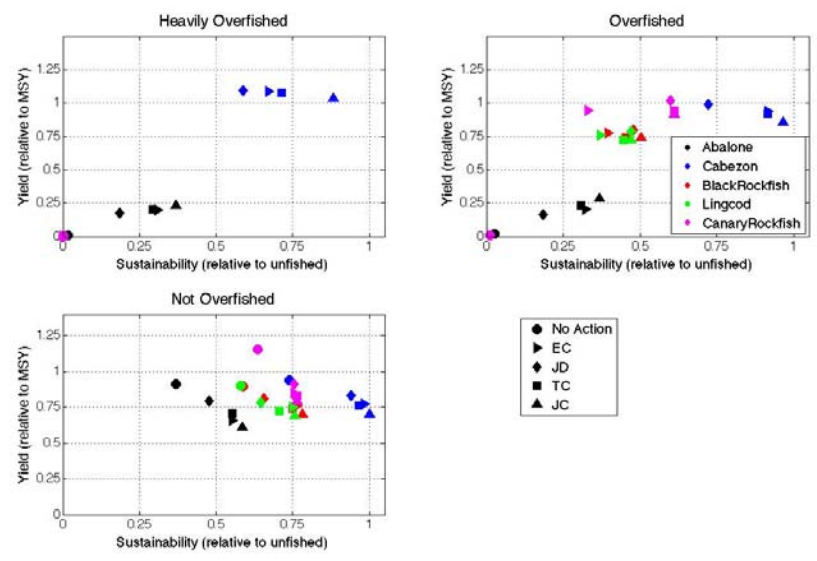 Heavily Overfished
Yield (relative to MSY)
1.25
1
0.75
0.5
0.25
0
0 0.25 0.5 0.75 1
Sustainability (relative to unfished)
Overfished
Yield (relative to MSY)
1.25
1
0.75
0.5
0.25
0
0 0.25 0.5 0.75 1
Sustainability (relative to unfished)
Abalone
Cabezon
BlackRockfish
Lingcod
CanaryRockfish
Not Overfished
Yield (relative to MSY)
1.25
1
0.75
0.5
0.25
0
0 0.25 0.5 0.75 1
Sustainability (relative to unfished)
No Action
EC
JD
TC
JC